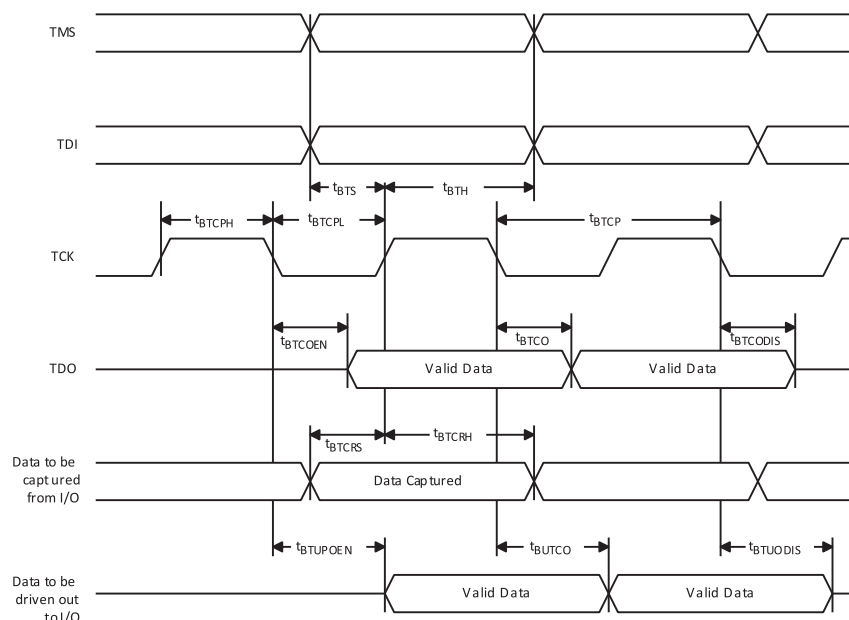 TMS
TDI
tBTS
tBTH
tBTCPH
tBTCPL
tBTCP
TCK
tBTCOEN
tBTCO
tBTCODIS
TDO
Valid Data
Valid Data
tBTCRS
tBTCRH
Data to be
capt ured
from I/O
Data Captured
tBTUPOEN
tBUTCO
tBTUODIS
Data to be
driven out
to I/O
Valid Data
Valid Data